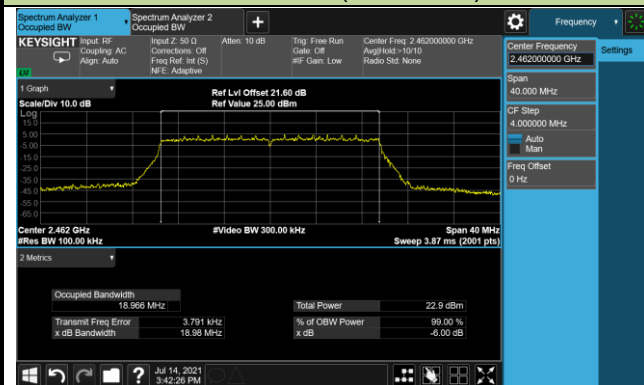 Spectrum Analyzer 1
Occupied BW
Spectrum Analyzer 2
Occupied BW
+
Frequency
KEYSIGHT
Input: RF
Coupling: AC
Align: Auto
Input Z: 50 Ω
Corrections: Off
Freq Ref: Int (S)
NFE: Adaptive
Atten: 10 dB
Trig: Free Run
Gate: Off
#IF Gain: Low
Center Freq: 2.462000000 GHz
Avg|Hold:>10/10
Radio Std: None
LU
Center Frequency
2.462000000 GHz
Settings
Span
40.000 MHz
CF Step
4.000000 MHz
Auto
Man
Freq Offset
0 Hz
1 Graph
Scale/Div 10.0 dB
Ref Lvl Offset 21.60 dB
Ref Value 25.00 dBm
Log
15.0
5.00
-5.00
-15.0
-25.0
-35.0
-45.0
-55.0
-65.0
Center 2.462 GHz
#Video BW 300.00 kHz
Span 40 MHz
#Res BW 100.00 kHz
Sweep 3.87 ms (2001 pts)
2 Metrics
Occupied Bandwidth
18.966 MHz
Total Power 22.9 dBm
Transmit Freq Error 3.791 kHz
% of OBW Power 99.00 %
x dB Bandwidth 18.98 MHz
x dB -6.00 dB
?
Jul 14, 2021
3:42:26 PM